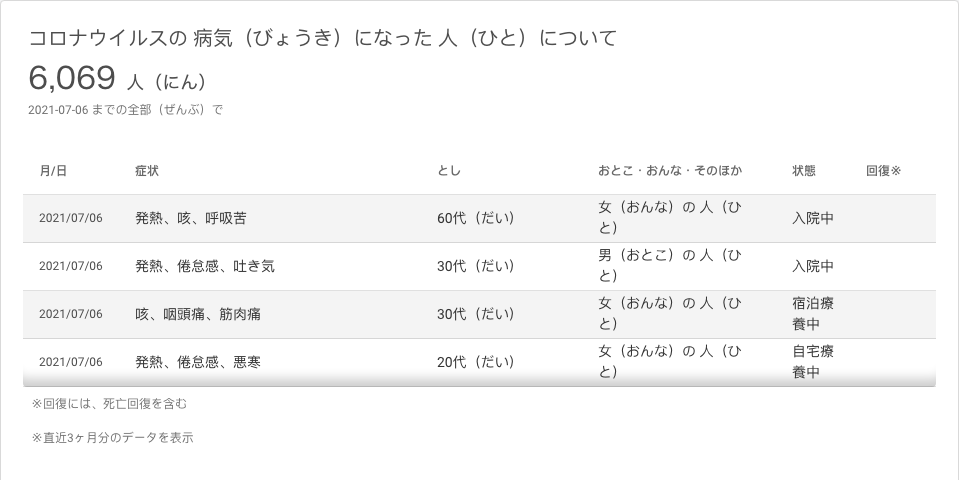 コロナウイルスの 病気（びょうき）になった 人（ひと）について
6,069 人（にん）
2021-07-06 までの全部（ぜんぶ）で
月/日 症状 とし おとこ・おんな・そのほか 状態 回復※
2021/07/06 発熱、咳、呼吸苦 60代（だい） 女（おんな）の 人（ひ
と） 入院中
2021/07/06 発熱、倦怠感、吐き気 30代（だい） 男（おとこ）の 人（ひ
と） 入院中
2021/07/06 咳、咽頭痛、筋肉痛 30代（だい） 女（おんな）の 人（ひ
と） 宿泊療
養中
2021/07/06 発熱、倦怠感、悪寒 20代（だい） 女（おんな）の 人（ひ
と） 自宅療
養中
※回復には、死亡回復を含む
※直近3ヶ月分のデータを表示